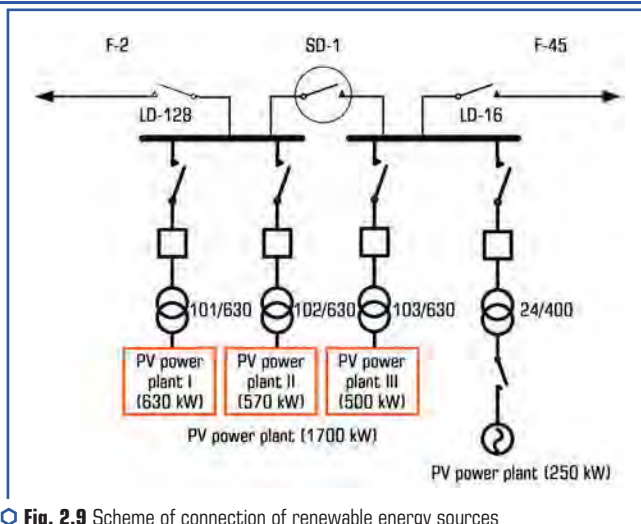 F-2 SD-1 F-45
LD-128 LD-16
101/630 102/630 103/630 24/400
PV power
plant I
(630 kW)
PV power
plant II
(570 kW)
PV power
plant III
(500 kW)
PV power plant (1700 kW)
PV power plant (250 kW)
Fig. 2.9 Scheme of connection of renewable energy sources